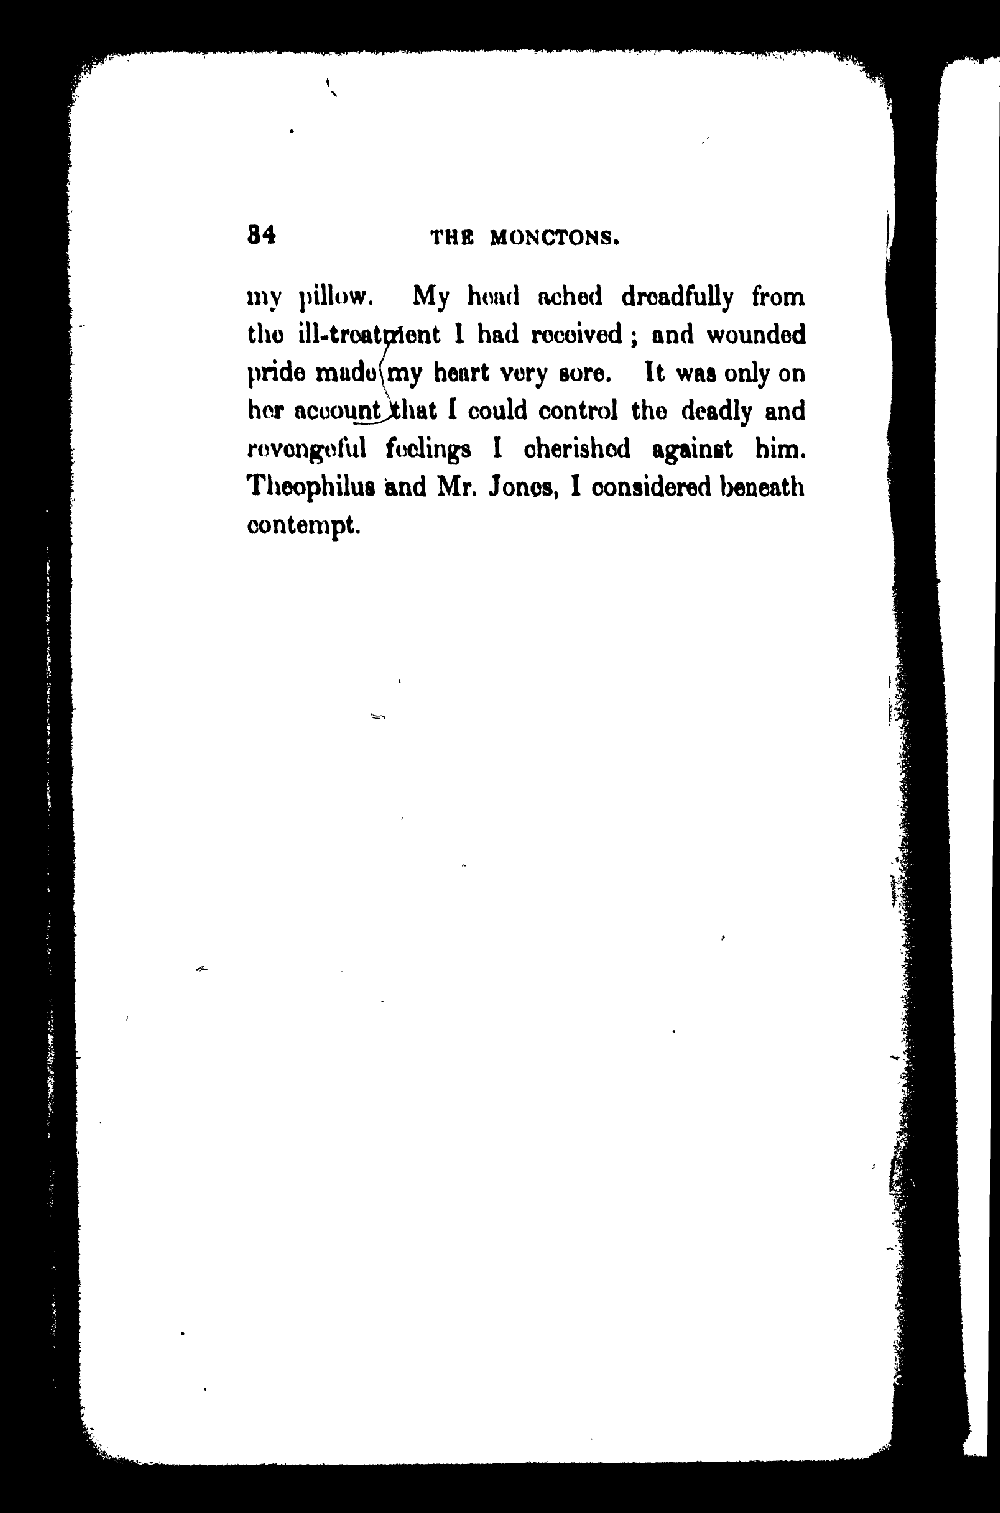 84 THE MONCTONS.
my pillow. My head ached dreadfully from
the ill-treatment I had received ; and wounded
pride made my heart very sore. It was only on
her account that I could control the deadly and
revengeful feelings I cherished against him.
Theophilus and Mr. Jones, I considered beneath
contempt.